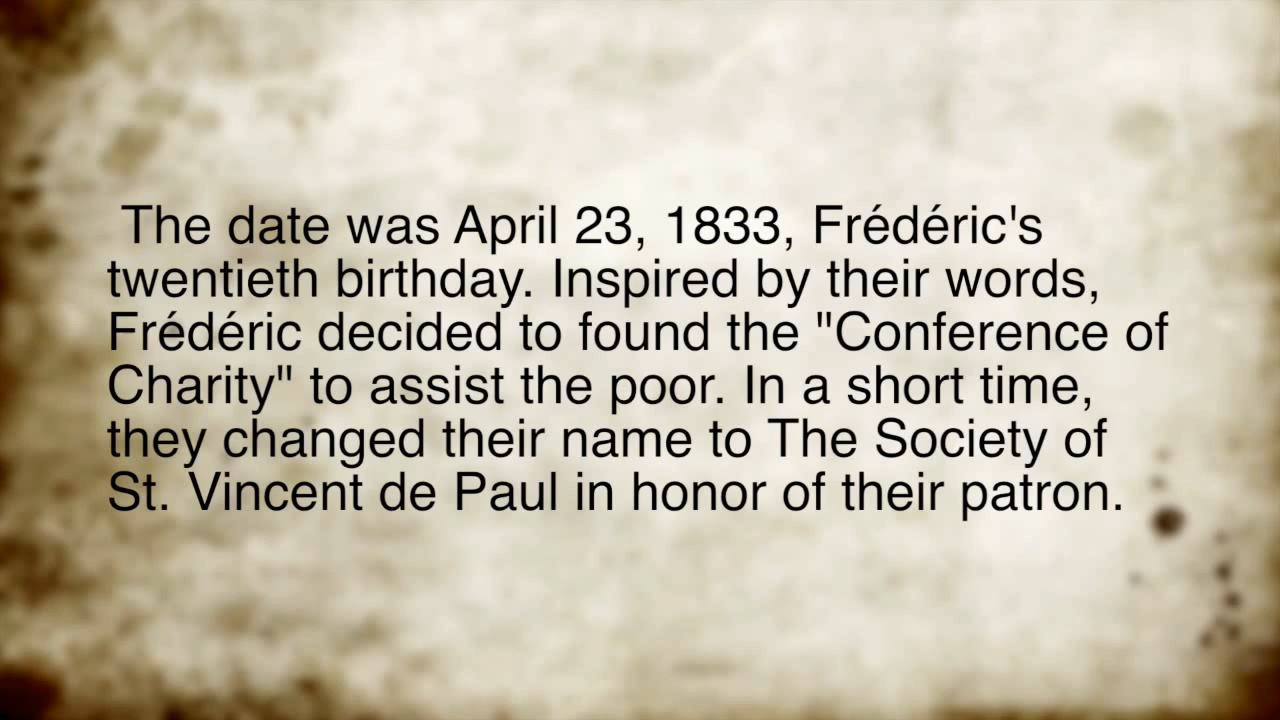 The date was April 23, 1833, Frédéric's
twentieth birthday. Inspired by their words,
Frédéric decided to found the "Conference of
Charity" to assist the poor. In a short time,
they changed their name to The Society of
St. Vincent de Paul in honor of their patron.